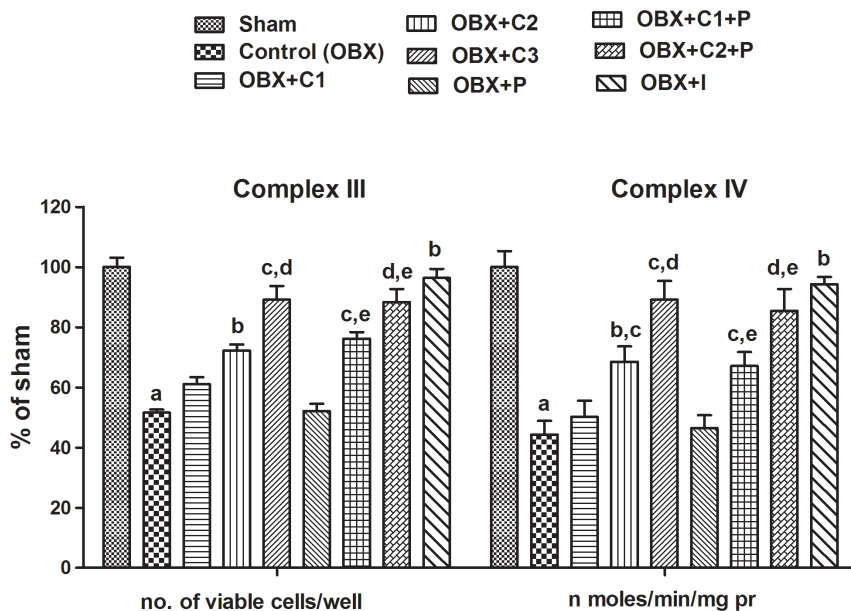 Sham
Control (OBX)
OBX+C1
OBX+C2
OBX+C3
OBX+P
OBX+C1+P
OBX+C2+P
OBX+I
Complex III
Complex IV
% of sham
120
100
80
60
40
20
0
a
b
c,d
c,e
d,e
b
a
b,c
c,d
c,e
d,e
b
no. of viable cells/well
n moles/min/mg pr